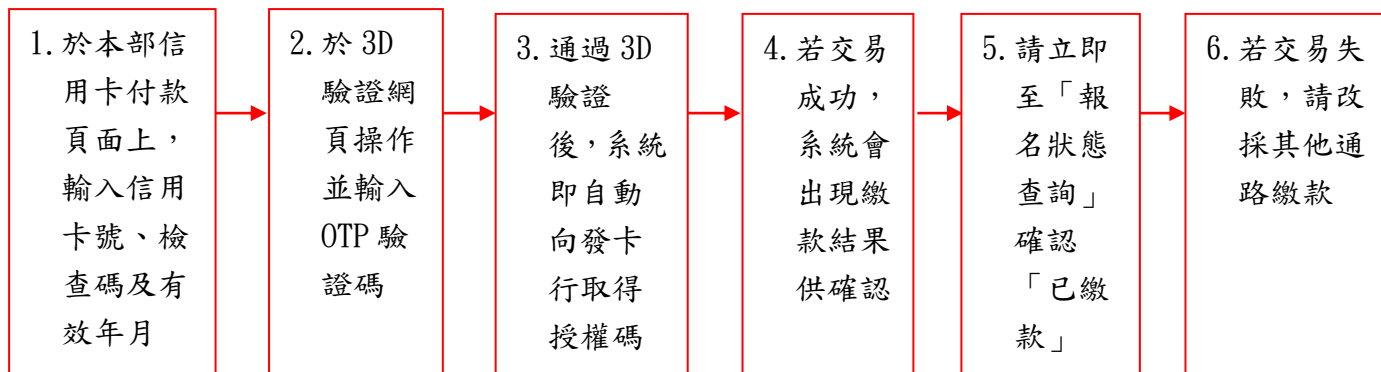 1.於本部信
用卡付款
頁面上，
輸入信用
卡號、檢
查碼及有
效年月
2.於 3D
驗證網
頁操作
並輸入
OTP 驗
證碼
3.通過 3D
驗證
後，系統
即自動
向發卡
行取得
授權碼
4.若交易
成功，
系統會
出現繳
款結果
供確認
5.請立即
至「報
名狀態
查詢」
確認
「已繳
款」
6.若交易失
敗，請改
採其他通
路繳款